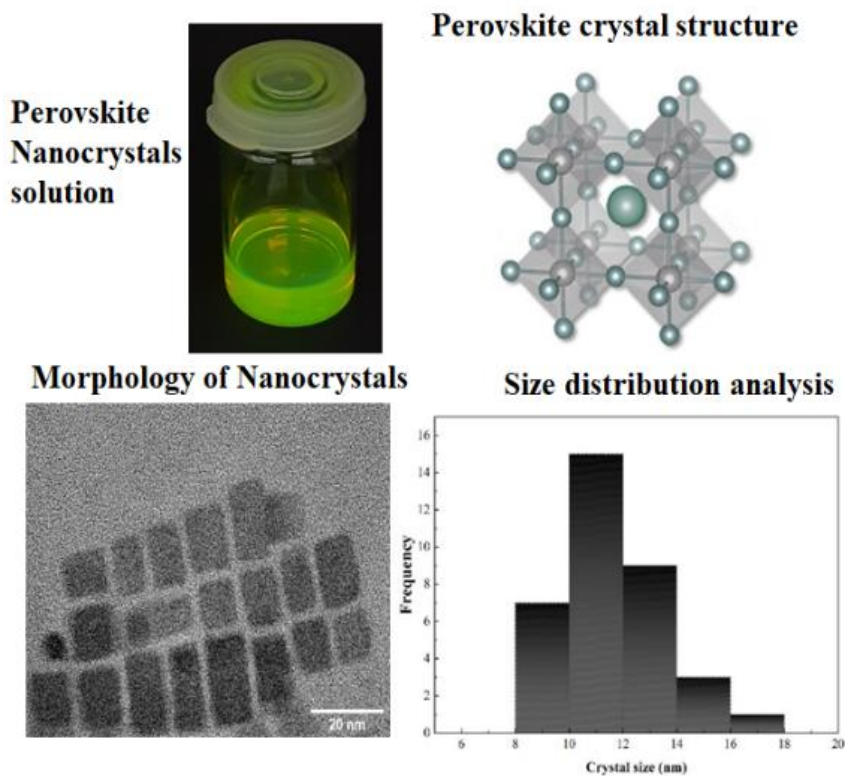 Perovskite crystal structure
Perovskite
Nanocrystals
solution
Morphology of Nanocrystals
Size distribution analysis
20 nm
16
14
12
10
8
6
4
2
0
Frequency
6 8 10 12 14 16 18 20
Crystal size (nm)